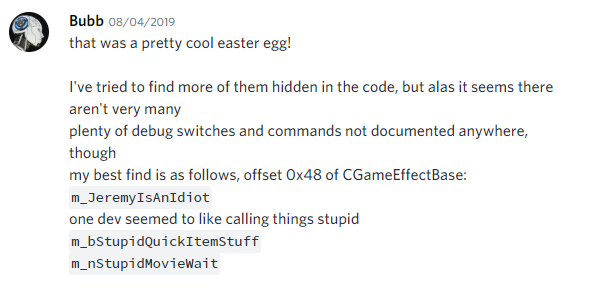 Bubb 08/04/2019
that was a pretty cool easter egg!
I've tried to find more of them hidden in the code, but alas it seems there
aren't very many
plenty of debug switches and commands not documented anywhere,
though
my best find is as follows, offset 0x48 of CGameEffectBase:
m_JeremyIsAnIdiot
one dev seemed to like calling things stupid
m_bStupidQuickItemStuff
m_nStupidMovieWait